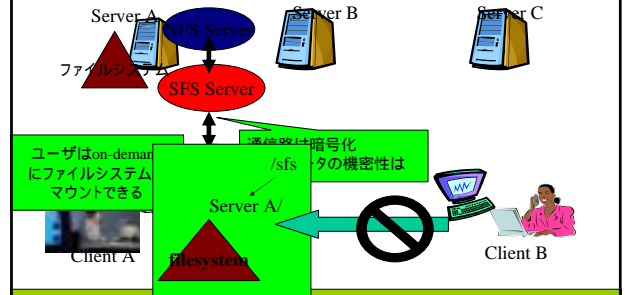 Server A
Server B
Server C
NFS Server
ファイルシステム
SFS Server
通信路は暗号化
タの機密性は
ユーザはon-deman
にファイルシステム
マウントできる
/sfs
Server A/
filesystem
Client A
Client B